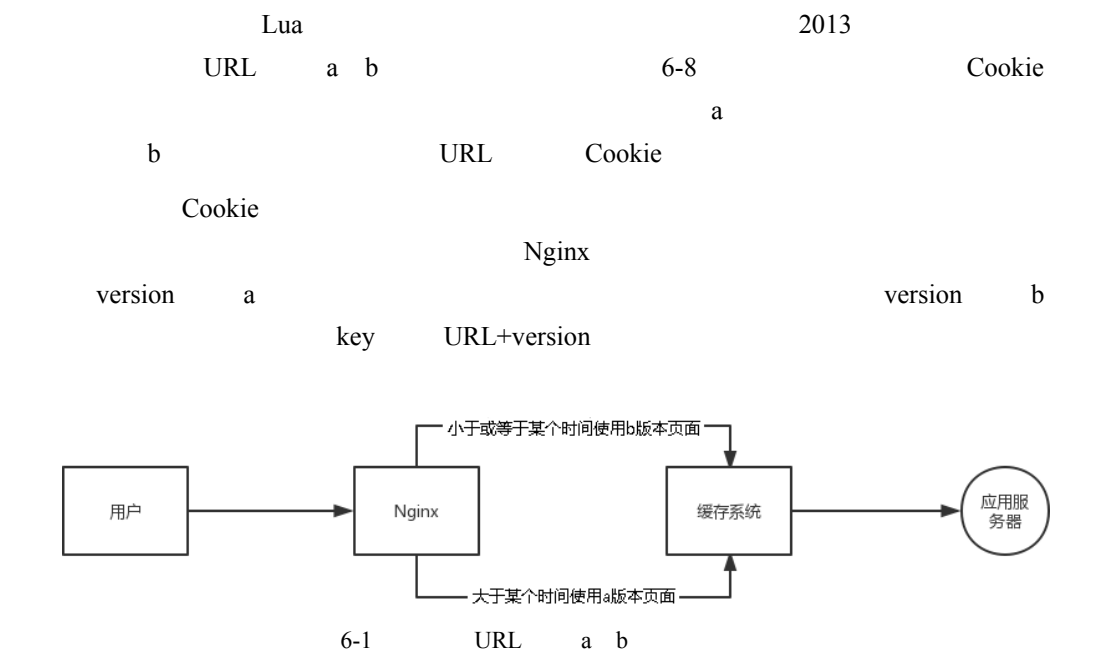 Lua 2013
URL a b 6-8 Cookie
a
b URL Cookie
Cookie
Nginx
version a version b
key URL+version
小于或等于某个时间使用b版本页面
用户
Nginx
缓存系统
应用服
务器
大于某个时间使用a版本页面
6-1 URL a b